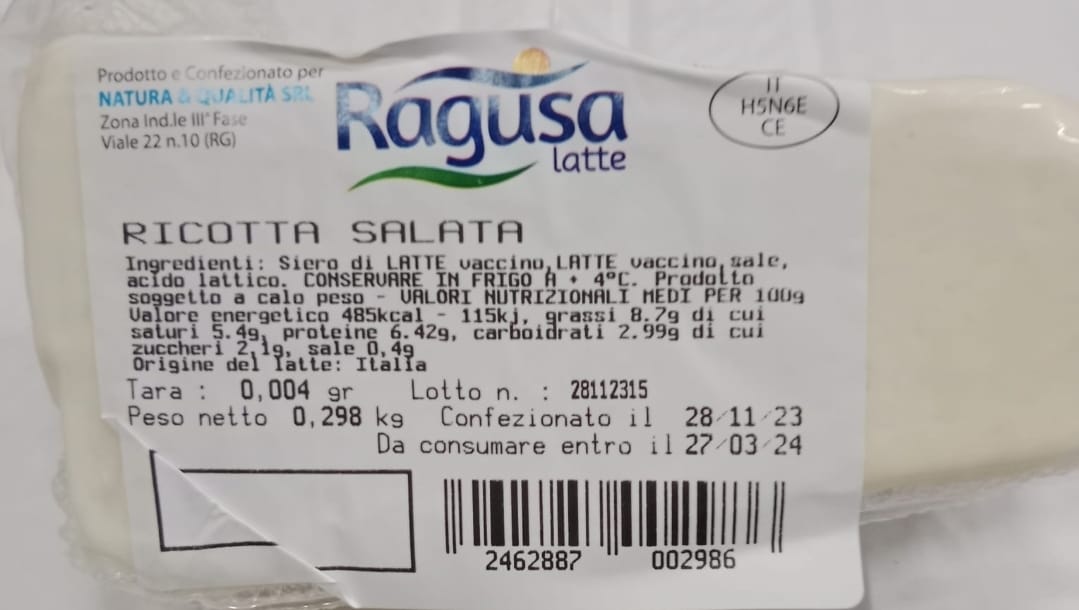 Prodotto e Confezionato per
NATURA & QUALITÀ SRL
Zona Ind.le III° Fase
Viale 22 n.10 (RG)
Ragusa
latte
IT
H5N6E
CE
RICOTTA SALATA
Ingredienti: Siero di LATTE vaccino, LATTE vaccino, sale,
acido lattico. CONSERVARE IN FRIGO A + 4°C. Prodotto
soggetto a calo peso - VALORI NUTRIZIONALI MEDI PER 100g
Valore energetico 485kcal - 115kj, grassi 8.7g di cui
saturi 5.4g, proteine 6.42g, carboidrati 2.99g di cui
zuccheri 2,1g, sale 0,4g
Origine del latte: Italia
Tara : 0,004 gr Lotto n. : 28112315
Peso netto 0,298 kg Confezionato il 28/11/23
Da consumare entro il 27/03/24
2462887 002986